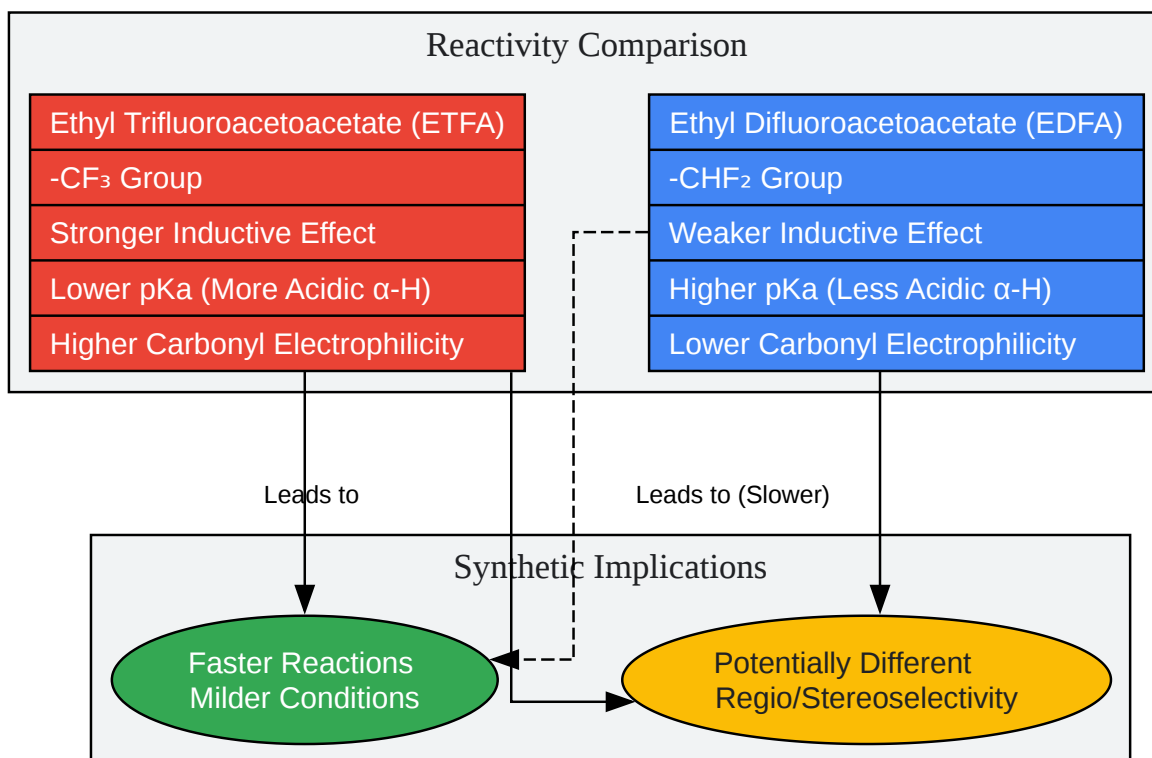 Reactivity Comparison
Ethyl Trifluoroacetoacetate (ETFA)
-CF₃ Group
Stronger Inductive Effect
Lower pKa (More Acidic α-H)
Higher Carbonyl Electrophilicity
Ethyl Difluoroacetoacetate (EDFA)
-CHF₂ Group
Weaker Inductive Effect
Higher pKa (Less Acidic α-H)
Lower Carbonyl Electrophilicity
Leads to
Leads to (Slower)
Synthetic Implications
Faster Reactions
Milder Conditions
Potentially Different
Regio/Stereoselectivity